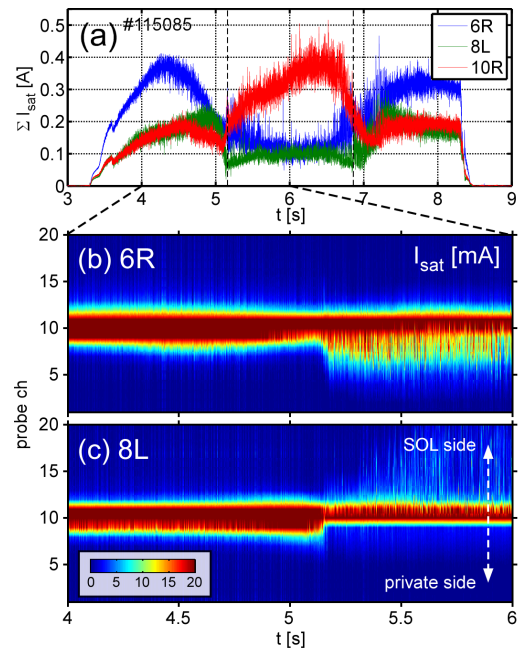 (a) #115085
6R
8L
10R
0.5
0.4
0.3
0.2
0.1
0
Σ I_sat [A]
3 4 5 6 7 8 9
t [s]
(b) 6R
I_sat [mA]
20
15
10
5
probe ch
(c) 8L
SOL side
private side
20
15
10
5
0 5 10 15 20
4 4.5 5 5.5 6
t [s]